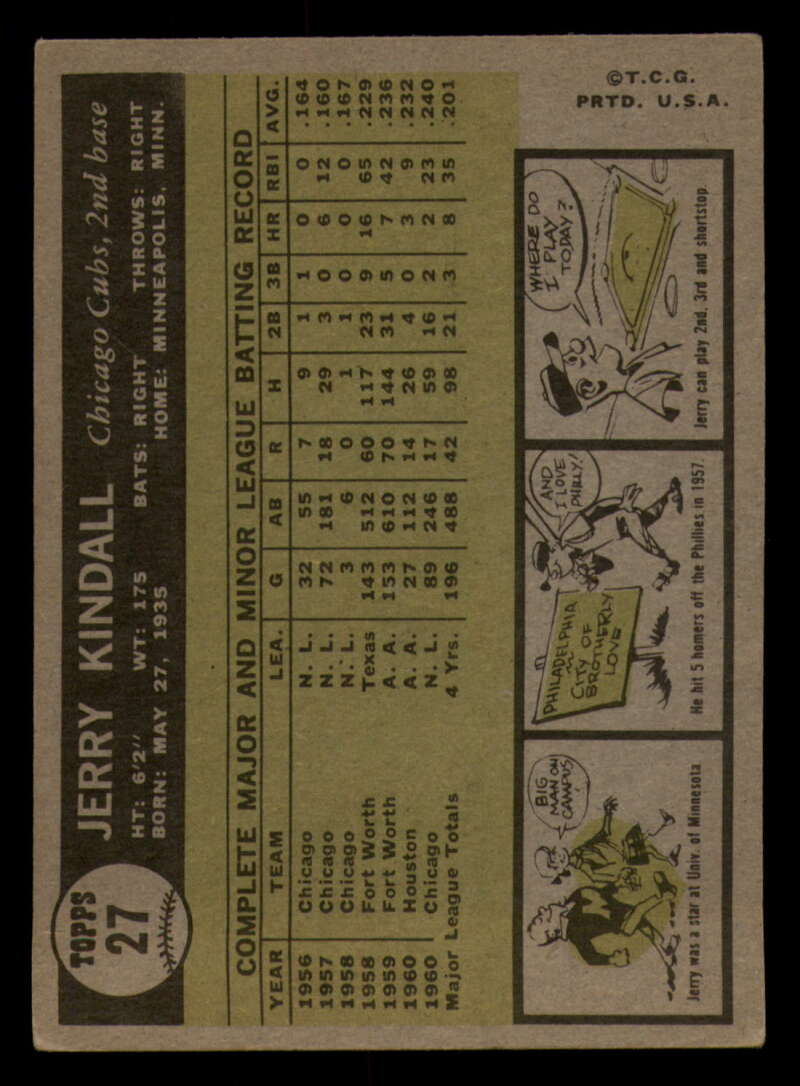 TOPPS
27
JERRY KINDALL Chicago Cubs, 2nd base
HT: 6'2" WT: 175 BATS: RIGHT THROWS: RIGHT
BORN: MAY 27, 1935 HOME: MINNEAPOLIS, MINN.
COMPLETE MAJOR AND MINOR LEAGUE BATTING RECORD
YEAR TEAM LEA. G AB R H 2B 3B HR RBI AVG.
1956 Chicago N. L. 32 55 7 9 1 1 0 0 .164
1957 Chicago N. L. 72 181 18 29 3 0 6 12 .160
1958 Chicago N. L. 3 6 0 1 1 0 0 0 .167
1958 Fort Worth Texas 143 512 60 117 23 9 16 65 .229
1959 Fort Worth A. A. 153 610 70 144 31 5 7 42 .236
1960 Houston A. A. 27 112 14 26 4 0 3 9 .232
1960 Chicago N. L. 89 246 17 59 16 2 2 23 .240
Major League Totals 4 Yrs. 196 488 42 98 21 3 8 35 .201
BIG
MAN ON
CAMPUS!
M
Jerry was a star at Univ. of Minnesota
PHILADELPHIA
CITY OF
BROTHERLY
LOVE
AND
I LOVE
PHILLY!
He hit 5 homers off the Phillies in 1957.
WHERE DO
I PLAY
TODAY?
Jerry can play 2nd, 3rd and shortstop.
©T.C.G.
PRTD. U.S.A.